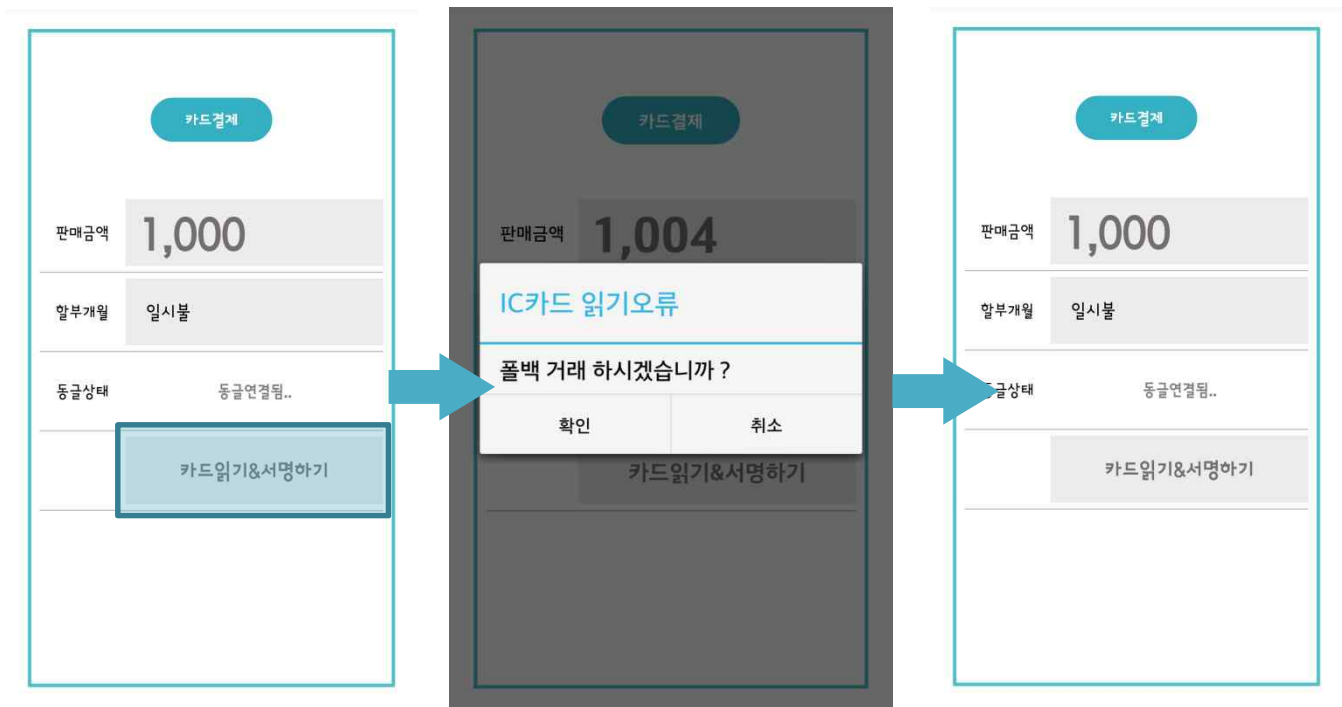 카드결제
판매금액 1,000
할부개월 일시불
동글상태 동글연결됨..
카드읽기&서명하기
카드결제
판매금액 1,004
IC카드 읽기오류
폴백 거래 하시겠습니까 ?
확인 취소
카드읽기&서명하기
카드결제
판매금액 1,000
할부개월 일시불
동글상태 동글연결됨..
카드읽기&서명하기